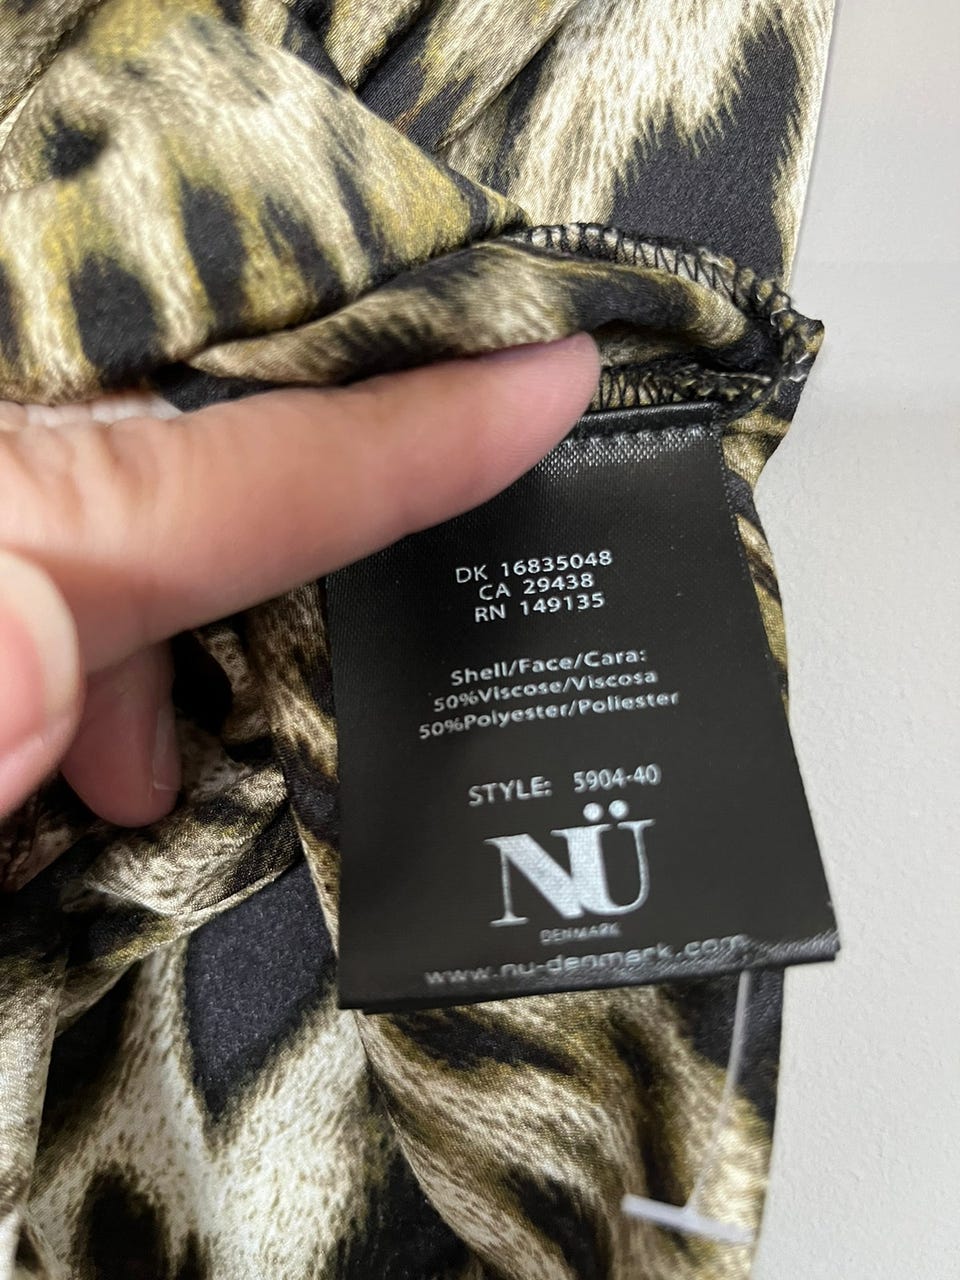 DK 16835048
CA 29438
RN 149135
Shell/Face/Cara:
50%Viscose/Viscosa
50%Polyester/Poliester
STYLE: 5904-40
NÜ
DENMARK
www.nu-denmark.com